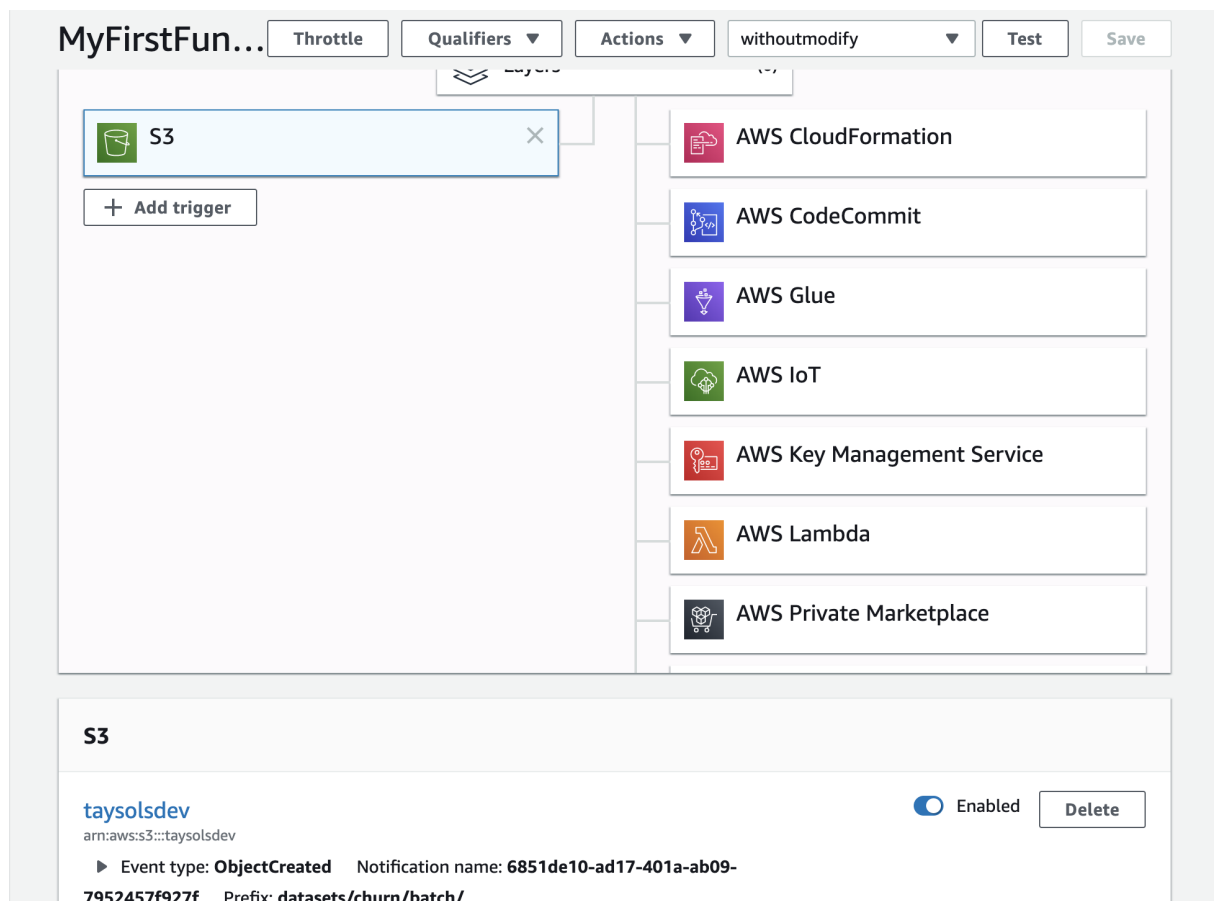 MyFirstFun... Throttle Qualifiers Actions withoutmodify Test Save
Layers (0)
S3
Add trigger
AWS CloudFormation
AWS CodeCommit
AWS Glue
AWS IoT
AWS Key Management Service
AWS Lambda
AWS Private Marketplace
S3
taysolsdev Enabled Delete
arn:aws:s3:::taysolsdev
Event type: ObjectCreated Notification name: 6851de10-ad17-401a-ab09-
7952457f927f Prefix: datasets/churn/batch/